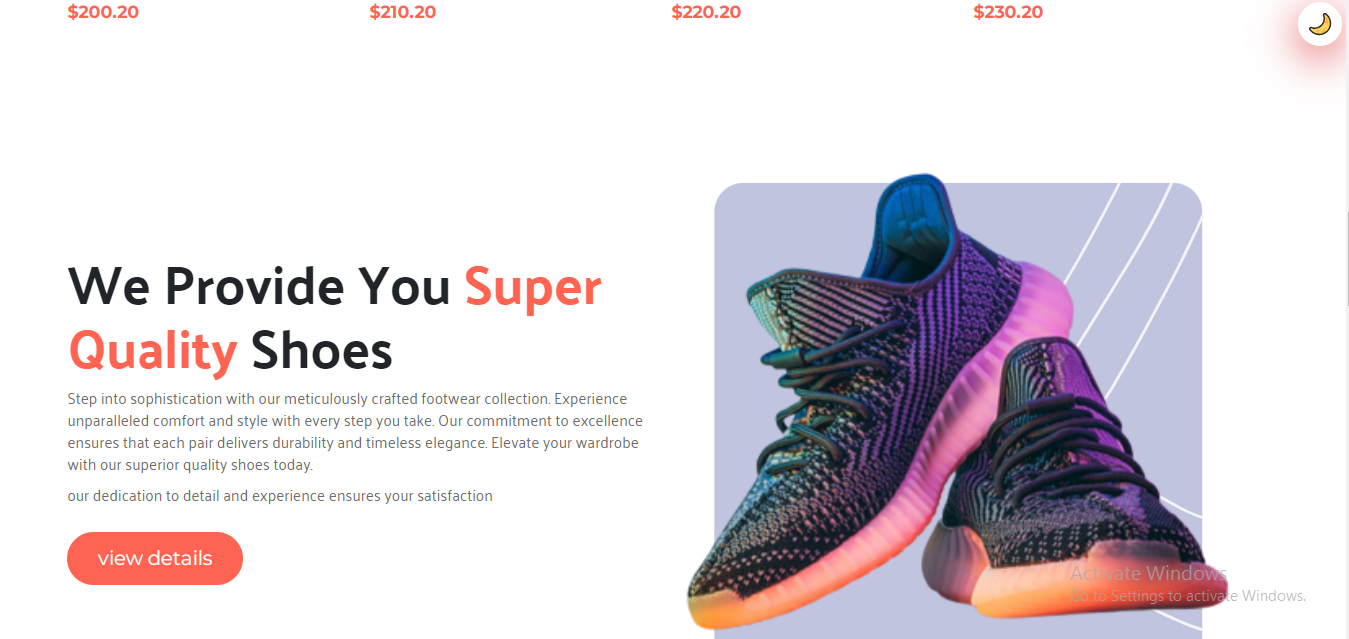 $200.20 $210.20 $220.20 $230.20
We Provide You Super
Quality Shoes
Step into sophistication with our meticulously crafted footwear collection. Experience
unparalleled comfort and style with every step you take. Our commitment to excellence
ensures that each pair delivers durability and timeless elegance. Elevate your wardrobe
with our superior quality shoes today.
our dedication to detail and experience ensures your satisfaction
view details
Activate Windows
Go to Settings to activate Windows.